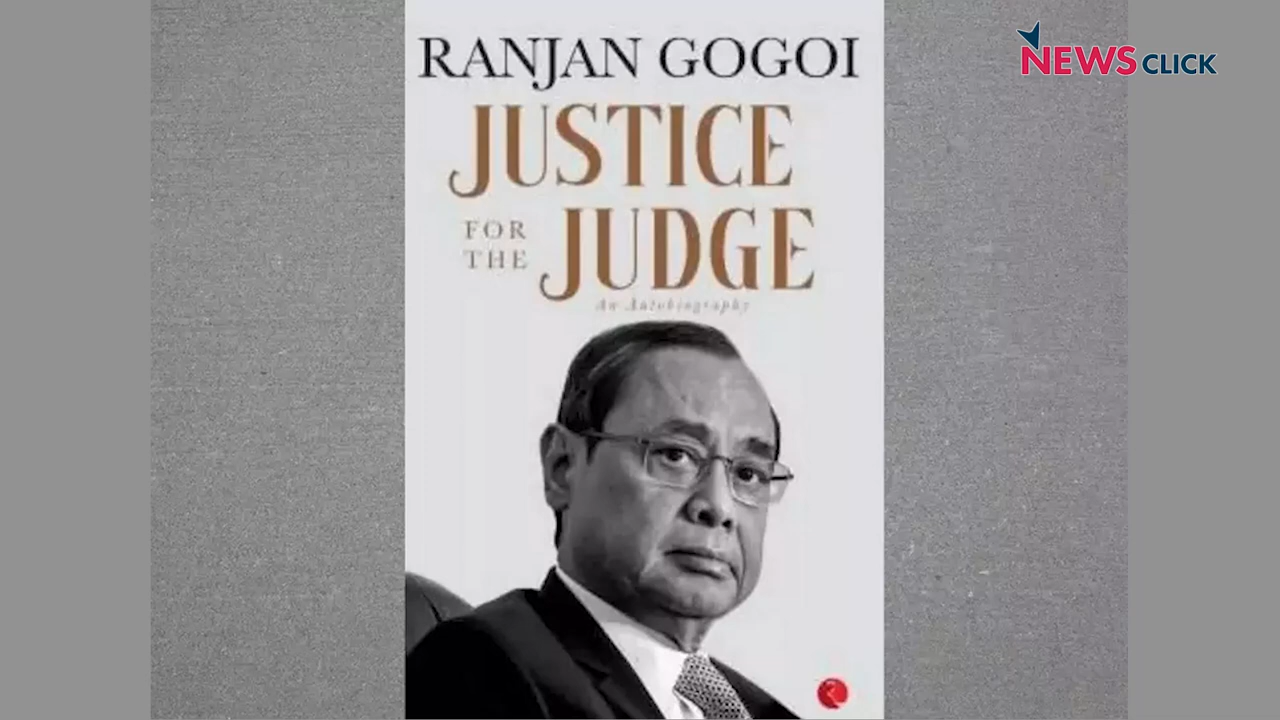 RANJAN GOGOI
JUSTICE
FOR THE JUDGE
An Autobiography
NEWSCLICK